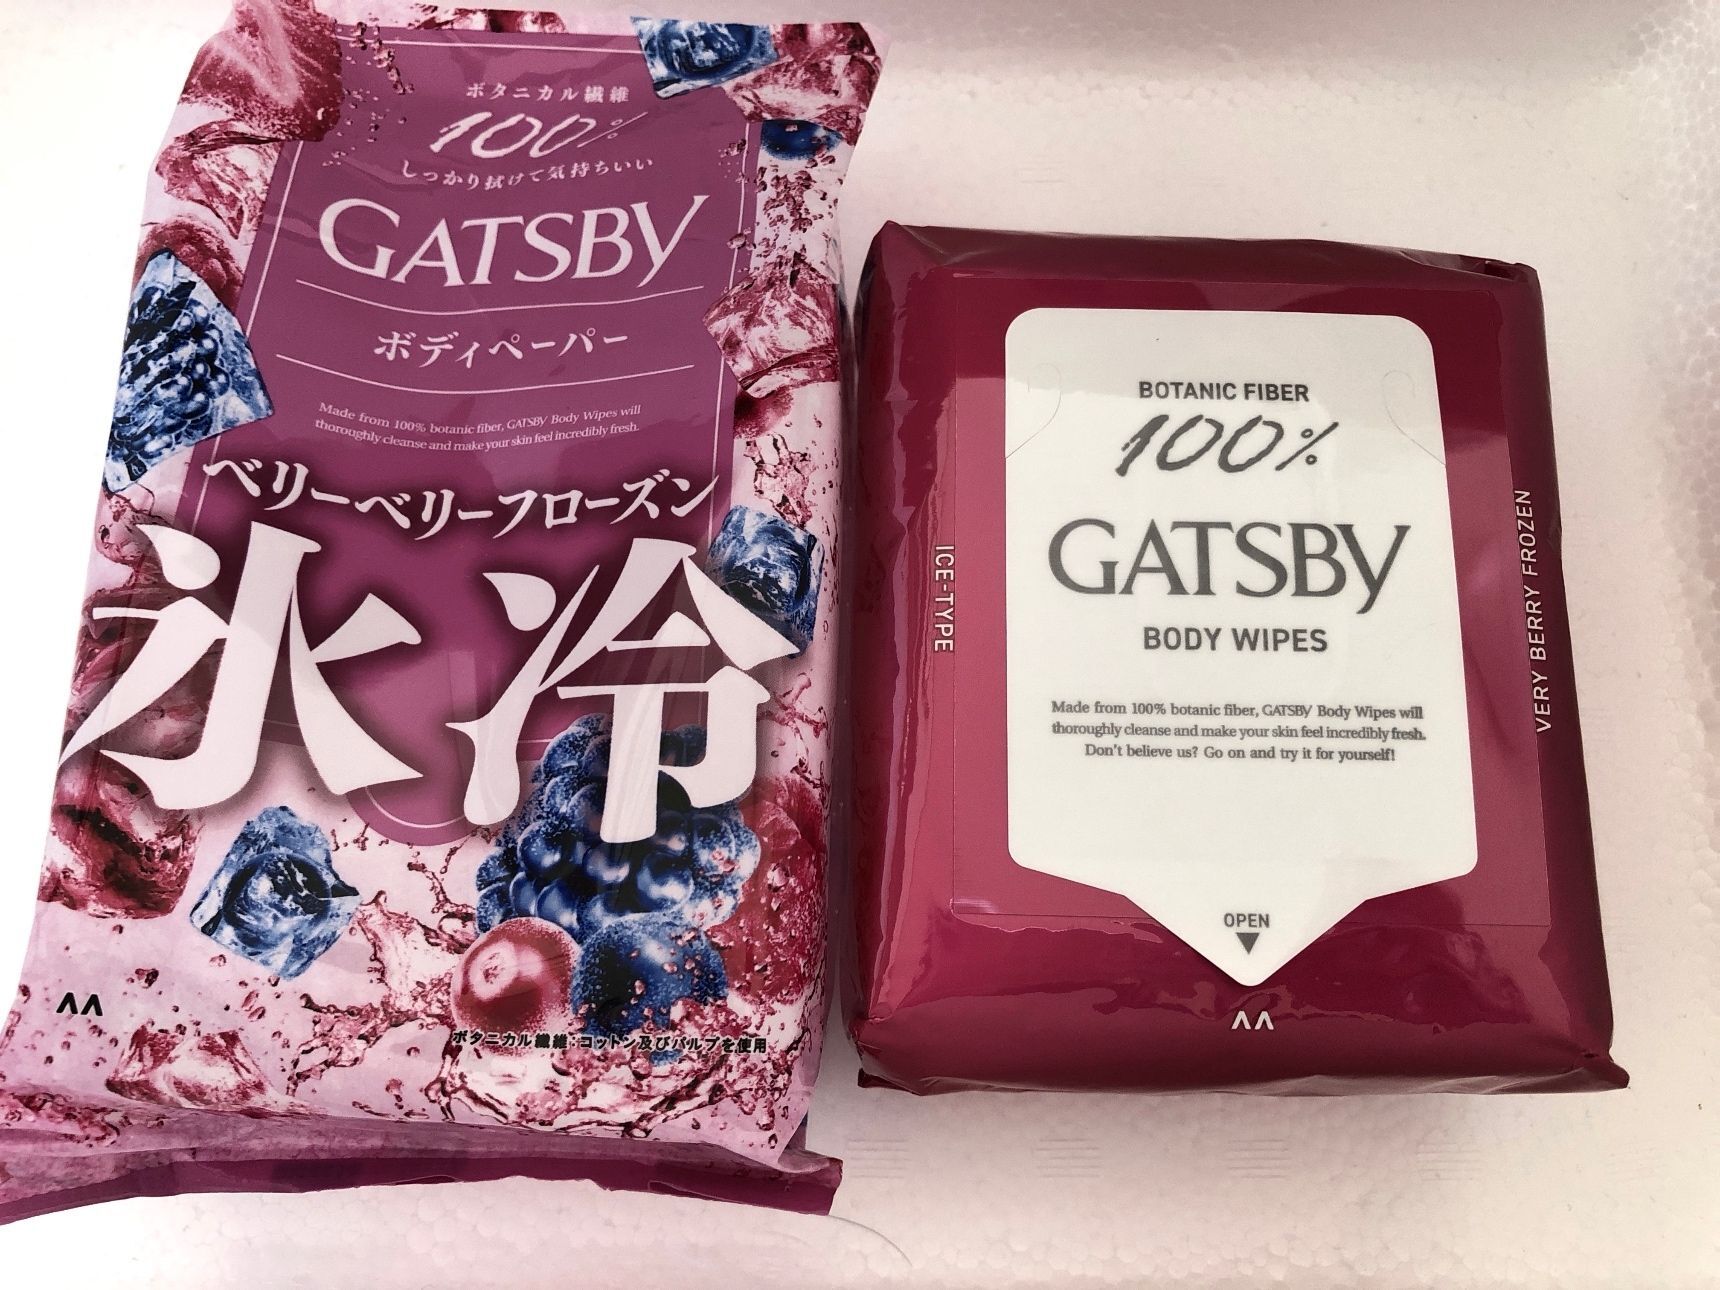 ボタニカル繊維
100%
しっかり拭けて気持ちいい
GATSBY
ボディペーパー
Made from 100% botanic fiber, GATSBY Body Wipes will
thoroughly cleanse and make your skin feel incredibly fresh.
ベリーベリーフローズン
氷冷
ボタニカル繊維:コットン及びパルプを使用
BOTANIC FIBER
100%
GATSBY
BODY WIPES
Made from 100% botanic fiber, GATSBY Body Wipes will
thoroughly cleanse and make your skin feel incredibly fresh.
Don't believe us? Go on and try it for yourself!
OPEN
ICE-TYPE
VERY BERRY FROZEN